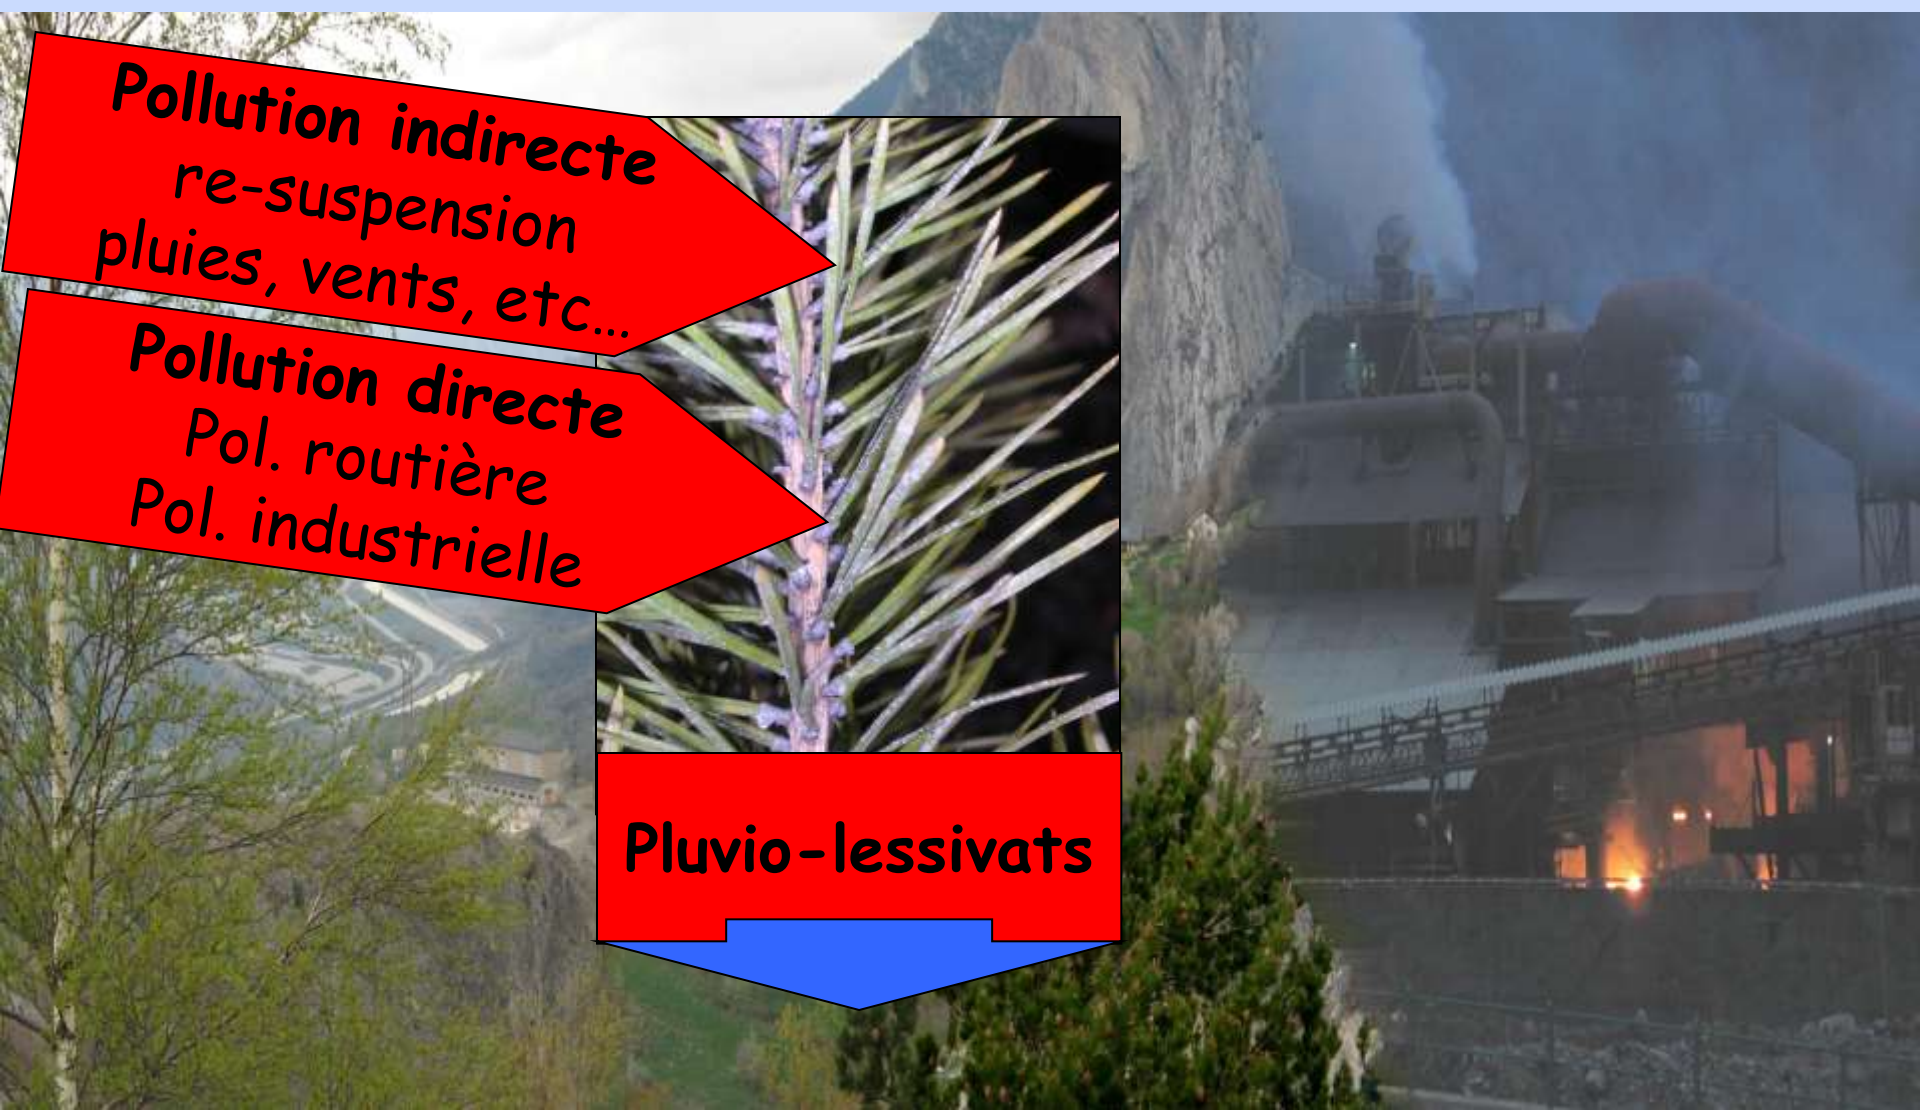 Pollution indirecte
re-suspension
pluies, vents, etc...
Pollution directe
Pol. routière
Pol. industrielle
Pluvio-lessivats